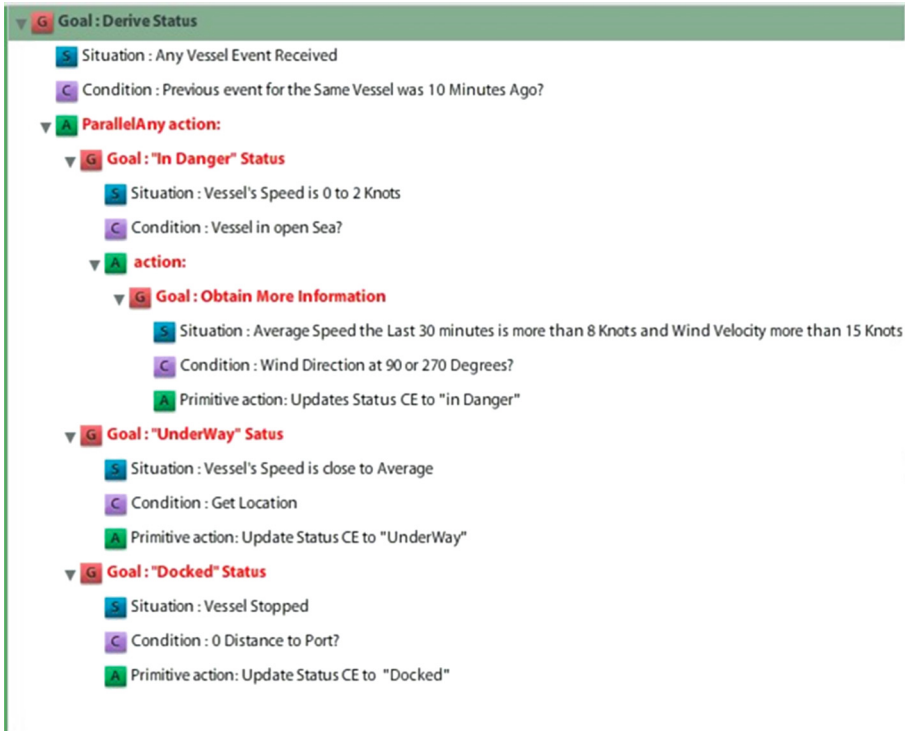 G Goal : Derive Status
S Situation : Any Vessel Event Received
C Condition : Previous event for the Same Vessel was 10 Minutes Ago?
A ParallelAny action:
G Goal : "In Danger" Status
S Situation : Vessel's Speed is 0 to 2 Knots
C Condition : Vessel in open Sea?
A action:
G Goal : Obtain More Information
S Situation : Average Speed the Last 30 minutes is more than 8 Knots and Wind Velocity more than 15 Knots
C Condition : Wind Direction at 90 or 270 Degrees?
A Primitive action: Updates Status CE to "in Danger"
G Goal : "UnderWay" Satus
S Situation : Vessel's Speed is close to Average
C Condition : Get Location
A Primitive action: Update Status CE to "UnderWay"
G Goal : "Docked" Status
S Situation : Vessel Stopped
C Condition : 0 Distance to Port?
A Primitive action: Update Status CE to "Docked"